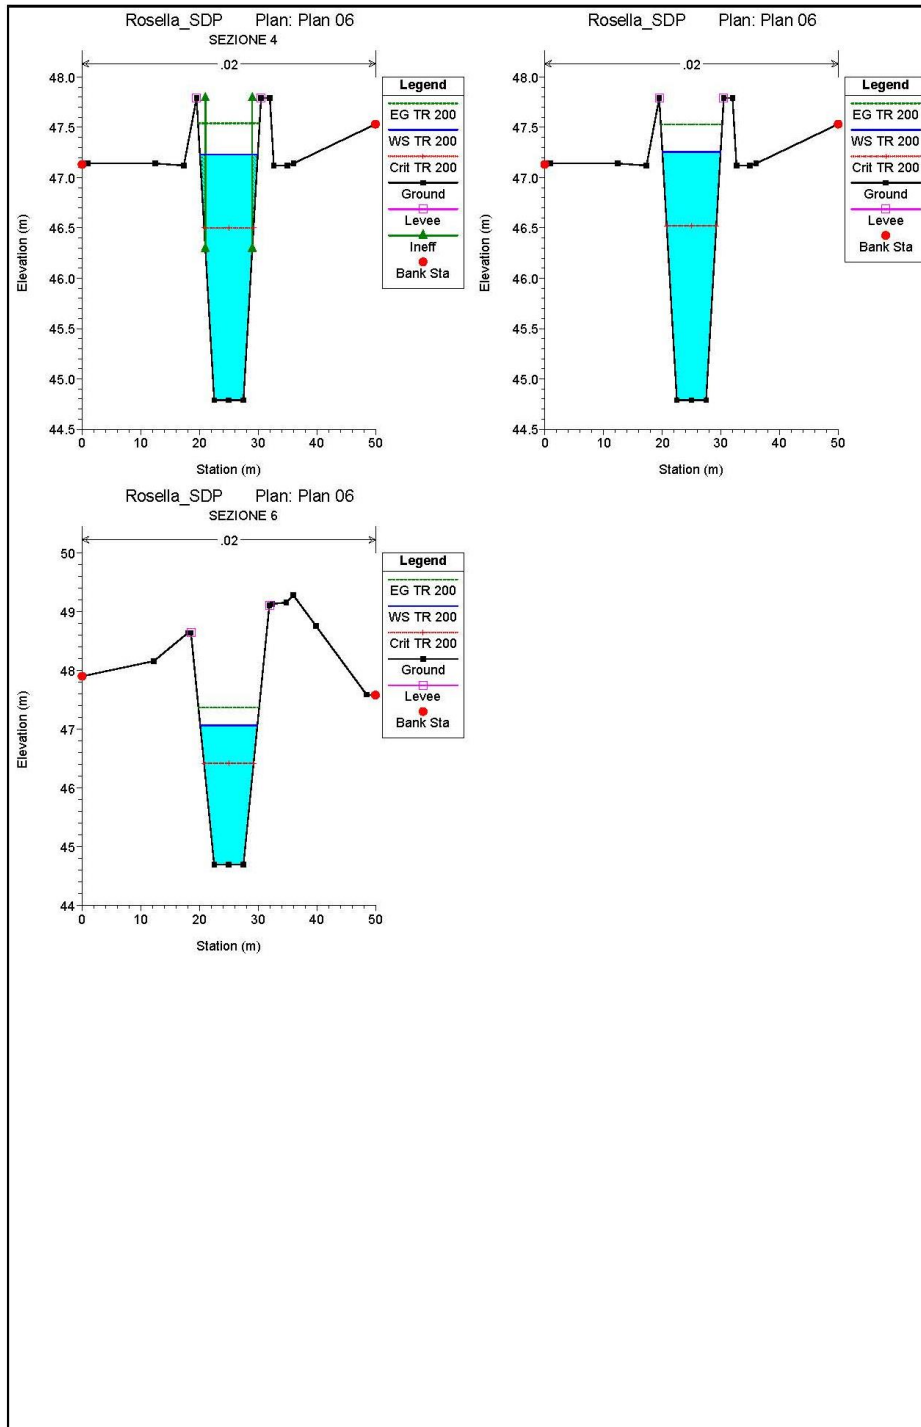 Rosella_SDP Plan: Plan 06
SEZIONE 4
.02
Legend
EG TR 200
WS TR 200
Crit TR 200
Ground
Levee
Ineff
Bank Sta
48.0
47.5
47.0
46.5
46.0
45.5
45.0
44.5
Elevation (m)
0 10 20 30 40 50
Station (m)
Rosella_SDP Plan: Plan 06
.02
Legend
EG TR 200
WS TR 200
Crit TR 200
Ground
Levee
Bank Sta
48.0
47.5
47.0
46.5
46.0
45.5
45.0
44.5
Elevation (m)
0 10 20 30 40 50
Station (m)
Rosella_SDP Plan: Plan 06
SEZIONE 6
.02
Legend
EG TR 200
WS TR 200
Crit TR 200
Ground
Levee
Bank Sta
50
49
48
47
46
45
44
Elevation (m)
0 10 20 30 40 50
Station (m)